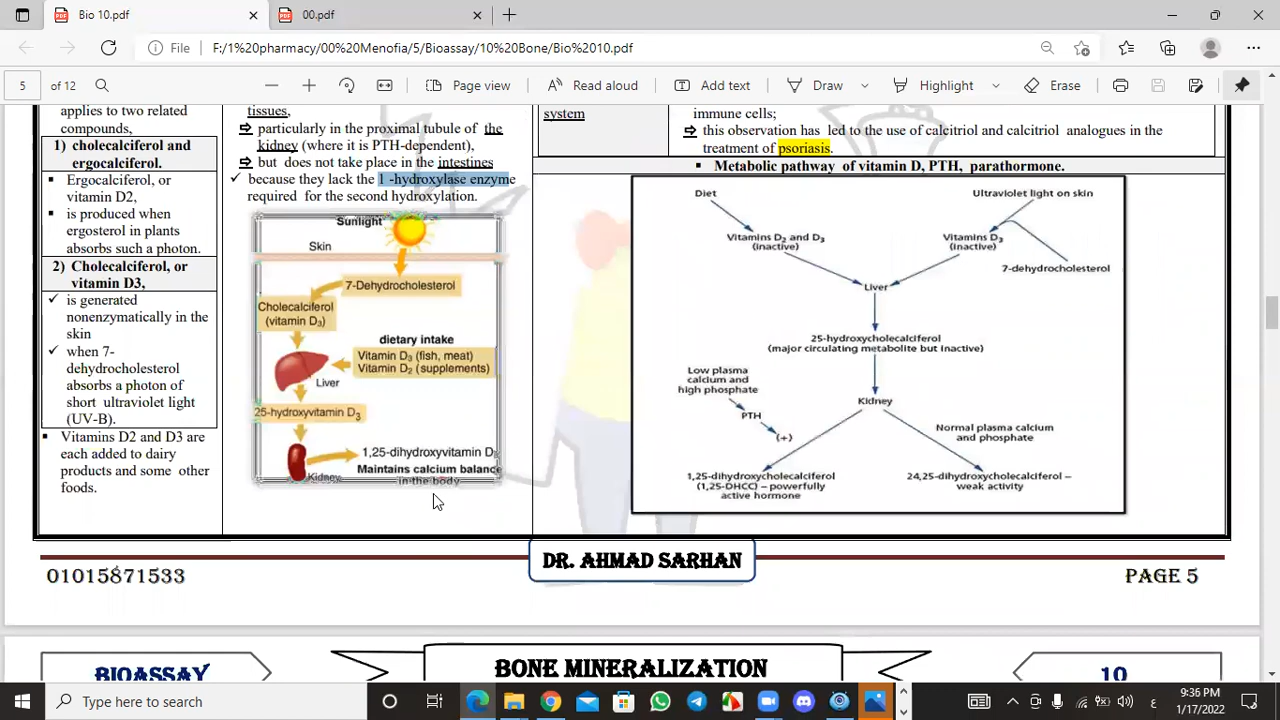 Bio 10.pdf
00.pdf
File
F:/1%20pharmacy/00%20Menofia/5/Bioassay/10%20Bone/Bio%2010.pdf
5
of 12
Page view
Read aloud
Add text
Draw
Highlight
Erase
applies to two related
compounds,
1) cholecalciferol and
ergocalciferol.
▪ Ergocalciferol, or
vitamin D2,
▪ is produced when
ergosterol in plants
absorbs such a photon.
2) Cholecalciferol, or
vitamin D3,
✓ is generated
nonenzymatically in the
skin
✓ when 7-
dehydrocholesterol
absorbs a photon of
short ultraviolet light
(UV-B).
▪ Vitamins D2 and D3 are
each added to dairy
products and some other
foods.
tissues,
⇨ particularly in the proximal tubule of the
kidney (where it is PTH-dependent),
⇨ but does not take place in the intestines
✓ because they lack the 1 -hydroxylase enzyme
required for the second hydroxylation.
Sunlight
Skin
7-Dehydrocholesterol
Cholecalciferol
(vitamin D3)
dietary intake
Vitamin D3 (fish, meat)
Vitamin D2 (supplements)
Liver
25-hydroxyvitamin D3
1,25-dihydroxyvitamin D
Maintains calcium balance
in the body
Kidney
system
immune cells;
⇨ this observation has led to the use of calcitriol and calcitriol analogues in the
treatment of psoriasis.
▪ Metabolic pathway of vitamin D, PTH, parathormone.
Diet
Ultraviolet light on skin
Vitamins D2 and D3
(inactive)
Vitamins D3
(inactive)
7-dehydrocholesterol
Liver
25-hydroxycholecalciferol
(major circulating metabolite but inactive)
Low plasma
calcium and
high phosphate
Kidney
PTH
(+)
Normal plasma calcium
and phosphate
1,25-dihydroxycholecalciferol
(1,25-DHCC) – powerfully
active hormone
24,25-dihydroxycholecalciferol –
weak activity
DR. AHMAD SARHAN
01015871533
PAGE 5
BIOASSAY
BONE MINERALIZATION
10
Type here to search
ع
9:36 PM
1/17/2022